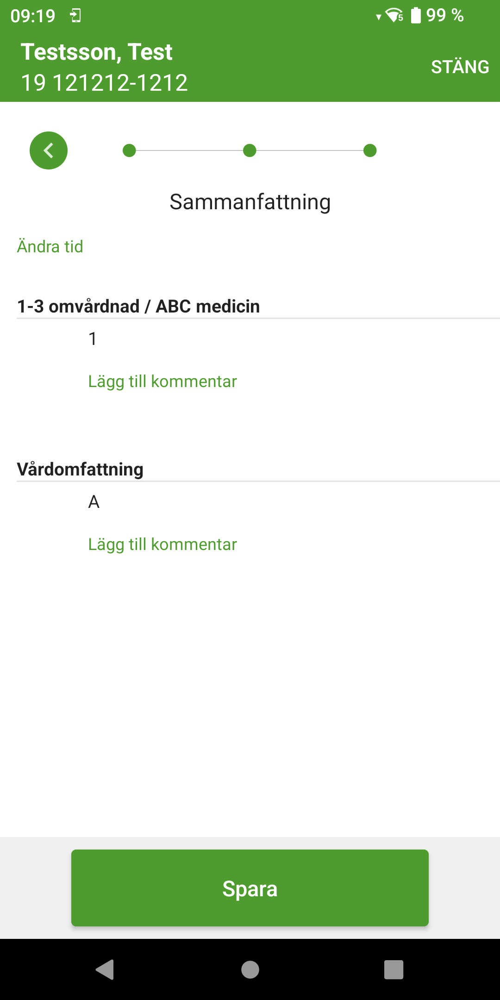 09:19
5 99 %
Testsson, Test
19 121212-1212
STÄNG
Sammanfattning
Ändra tid
1-3 omvårdnad / ABC medicin
1
Lägg till kommentar
Vårdomfattning
A
Lägg till kommentar
Spara